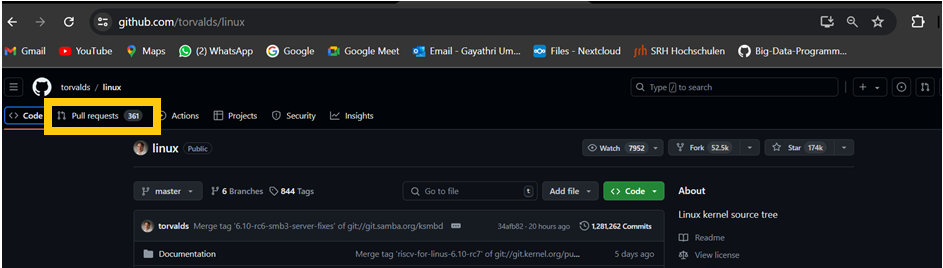 github.com/torvalds/linux
Gmail YouTube Maps (2) WhatsApp Google Google Meet Email - Gayathri Um... Files - Nextcloud SRH Hochschulen Big-Data-Programm...
torvalds / linux Type / to search
Code Pull requests 361 Actions Projects Security Insights
linux Public Watch 7952 Fork 52.5k Star 174k
master 6 Branches 844 Tags Go to file t Add file Code About
Linux kernel source tree
torvalds Merge tag '6.10-rc6-smb3-server-fixes' of git://git.samba.org/ksmbd 34afb82 · 20 hours ago 1,281,262 Commits
Readme
Documentation Merge tag 'riscv-for-linus-6.10-rc7' of git://git.kernel.org/pu... 5 days ago
View license